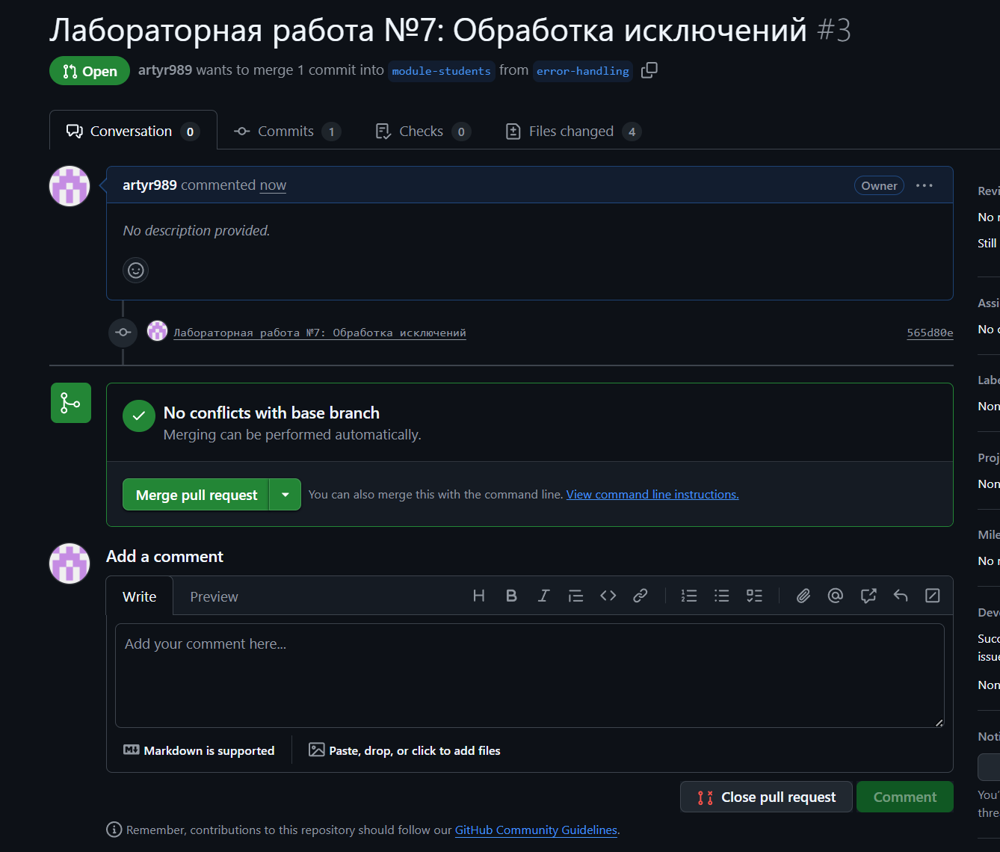 Лабораторная работа №7: Обработка исключений #3
Open artyr989 wants to merge 1 commit into module-students from error-handling
Conversation 0 Commits 1 Checks 0 Files changed 4
artyr989 commented now Owner
No description provided.
Лабораторная работа №7: Обработка исключений 565d80e
No conflicts with base branch
Merging can be performed automatically.
Merge pull request You can also merge this with the command line. View command line instructions.
Add a comment
Write Preview
Add your comment here...
Markdown is supported Paste, drop, or click to add files
Close pull request Comment
Remember, contributions to this repository should follow our GitHub Community Guidelines.
Revi
No r
Still
Assi
No o
Labe
Non
Proj
Non
Mile
No r
Deve
Succ
issue
Non
Noti
You'
thre